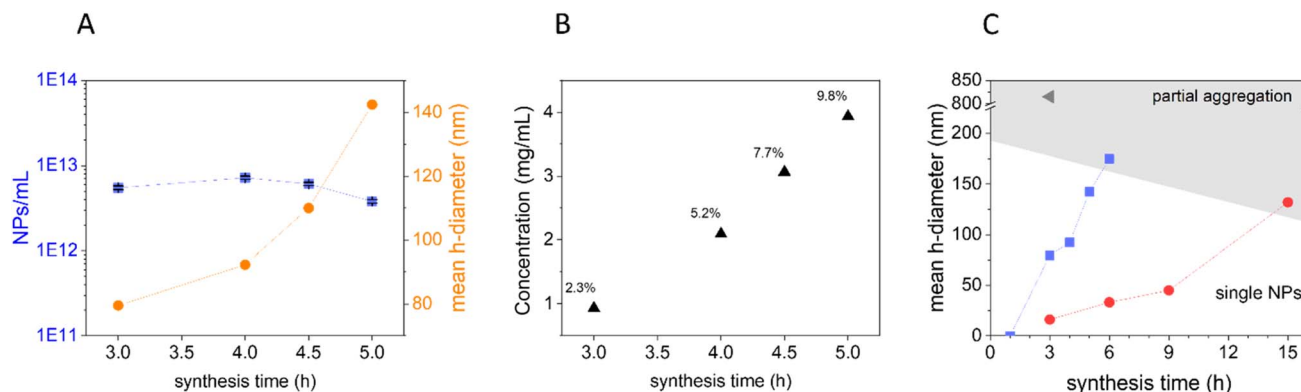 A
NPs/mL
1E14
1E13
1E12
1E11
3.0 3.5 4.0 4.5 5.0
synthesis time (h)
140
120
100
80
mean h-diameter (nm)
B
Concentration (mg/mL)
4
3
2
1
2.3%
5.2%
7.7%
9.8%
3.0 3.5 4.0 4.5 5.0
synthesis time (h)
C
mean h-diameter (nm)
850
800
200
150
100
50
0
partial aggregation
single NPs
0 3 6 9 12 15
synthesis time (h)